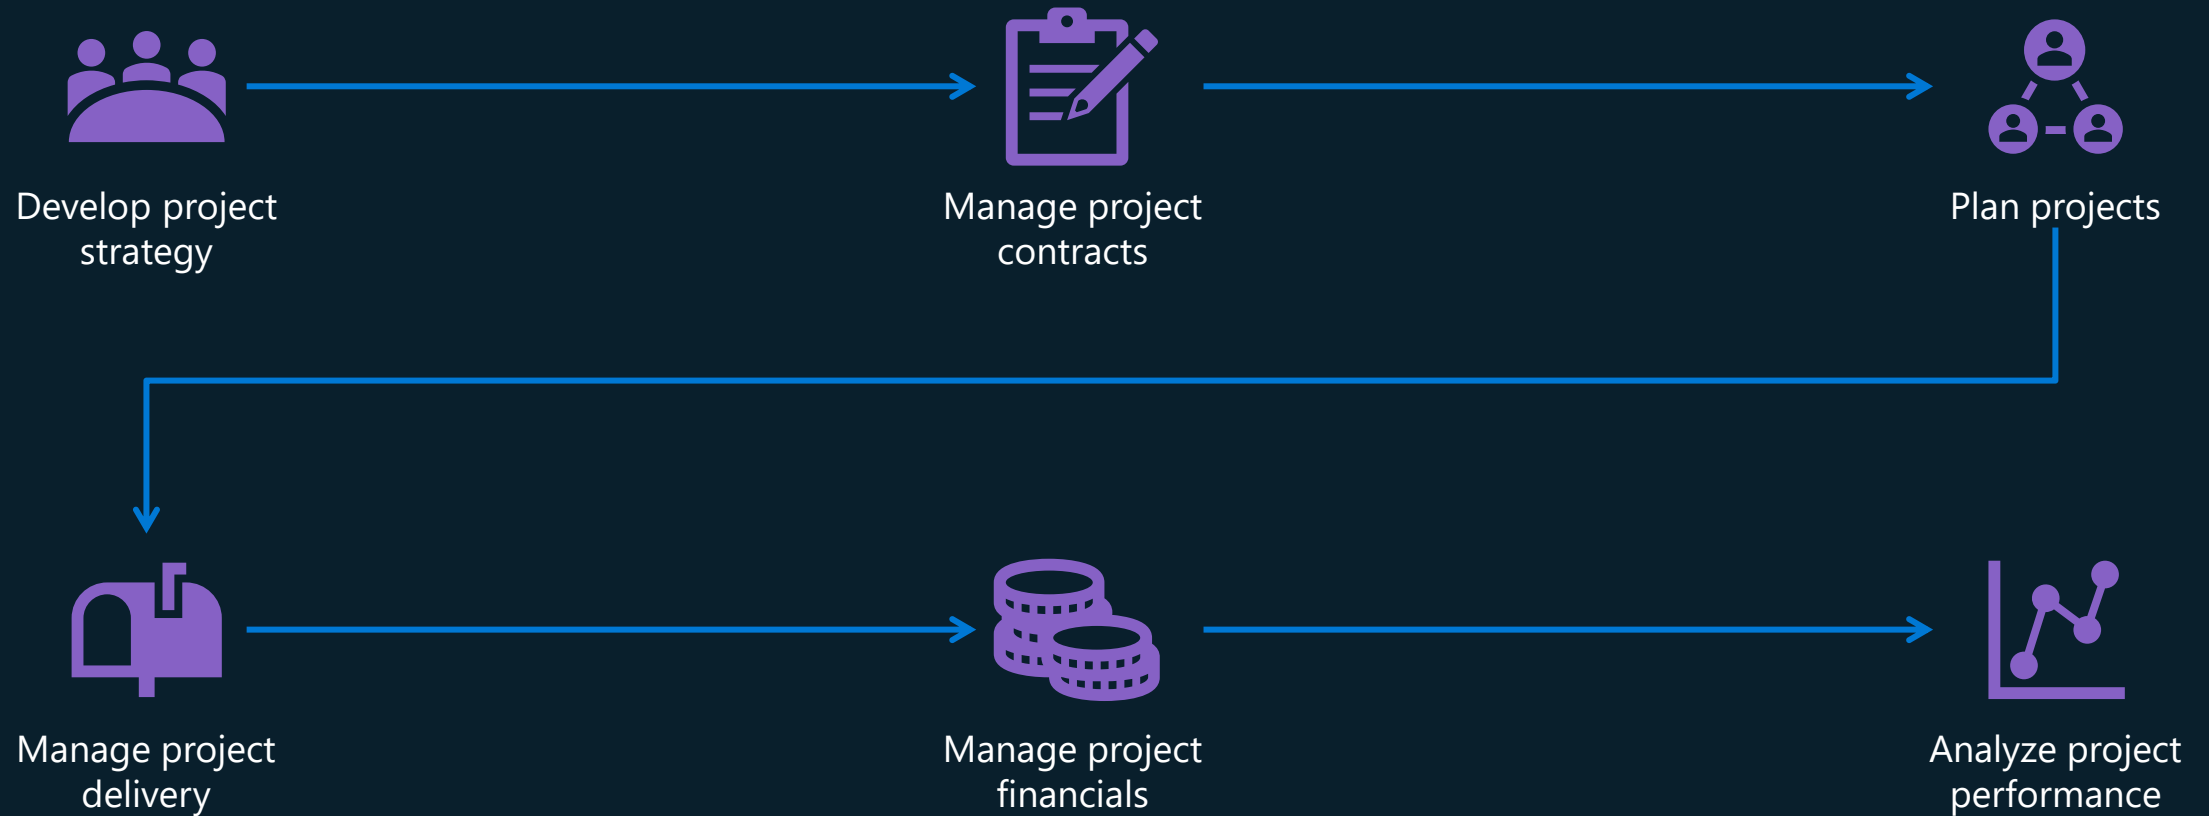 Develop project
strategy
Manage project
contracts
Plan projects
Manage project
delivery
Manage project
financials
Analyze project
performance